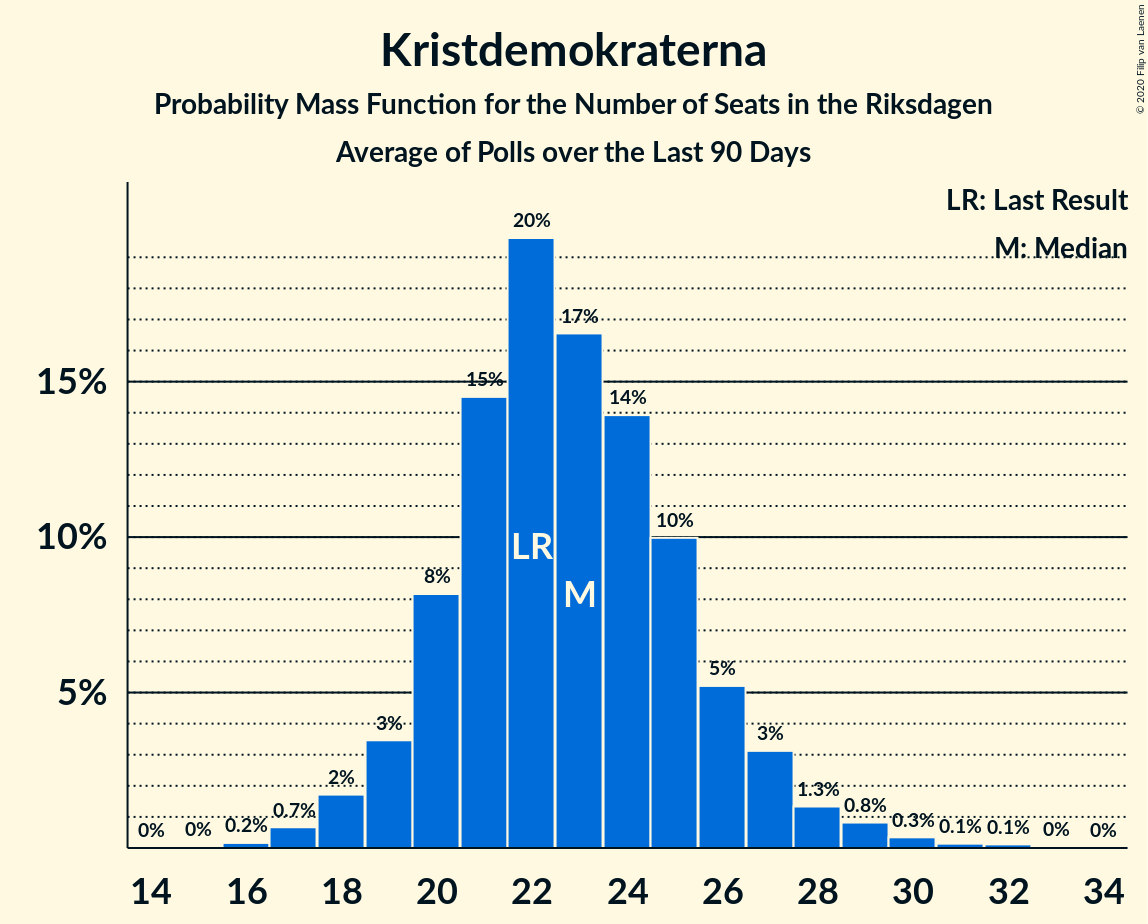 Kristdemokraterna
Probability Mass Function for the Number of Seats in the Riksdagen
Average of Polls over the Last 90 Days
© 2020 Filip van Laenen
LR: Last Result
M: Median
15%
10%
5%
0%
0%
0.2%
0.7%
2%
3%
8%
15%
20%
17%
14%
10%
5%
3%
1.3%
0.8%
0.3%
0.1%
0.1%
0%
0%
LR
M
14 16 18 20 22 24 26 28 30 32 34